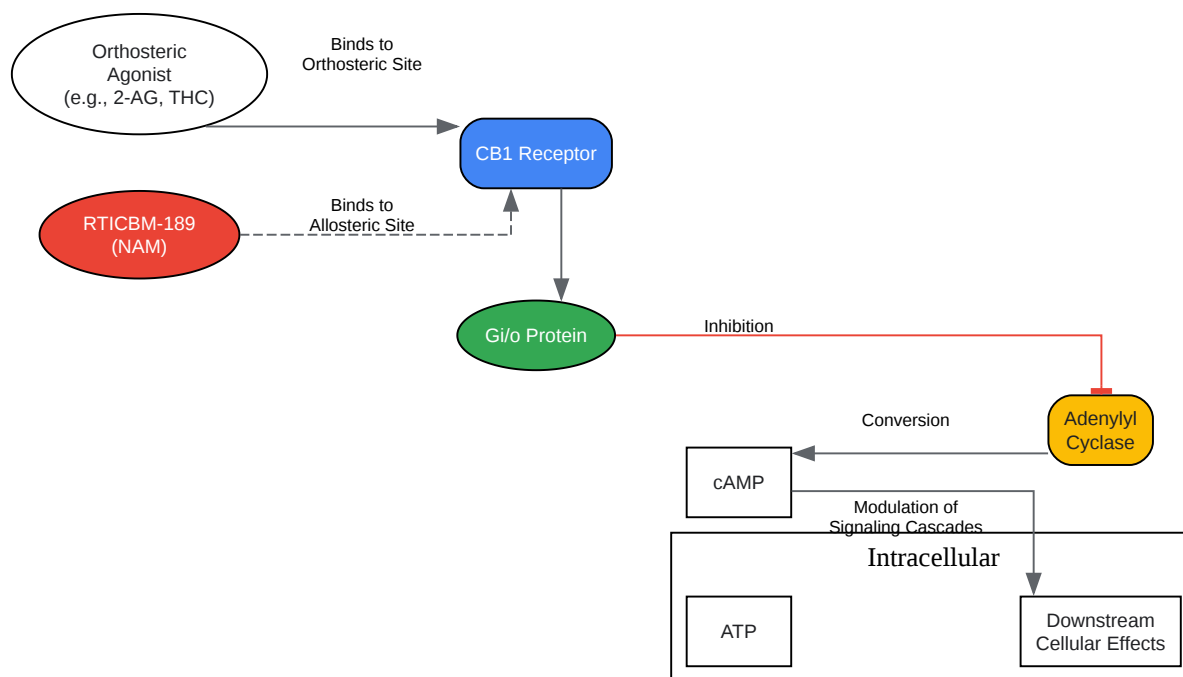 Orthosteric
Agonist
(e.g., 2-AG, THC)
Binds to
Orthosteric Site
CB1 Receptor
RTICBM-189
(NAM)
Binds to
Allosteric Site
Gi/o Protein
Inhibition
Adenylyl
Cyclase
Conversion
cAMP
Modulation of
Signaling Cascades
Intracellular
ATP
Downstream
Cellular Effects